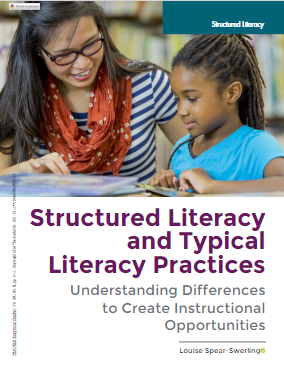 Structured Literacy
Structured Literacy
and Typical
Literacy Practices
Understanding Differences
to Create Instructional
Opportunities
Louise Spear-Swerling